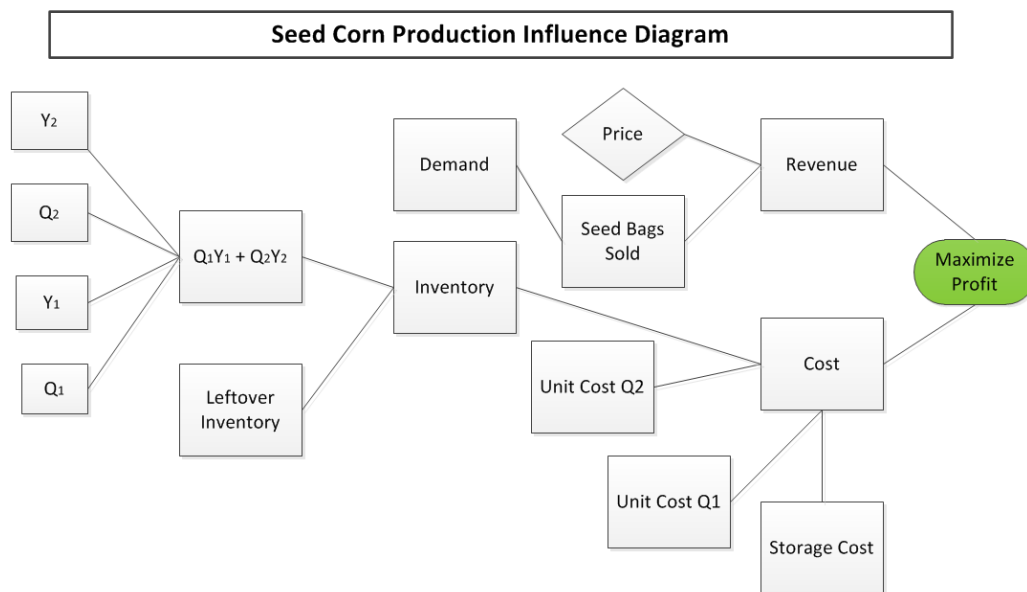 Seed Corn Production Influence Diagram
Y₂
Q₂
Y₁
Q₁
Q₁Y₁ + Q₂Y₂
Leftover
Inventory
Demand
Inventory
Price
Seed Bags
Sold
Unit Cost Q2
Unit Cost Q1
Revenue
Cost
Storage Cost
Maximize
Profit